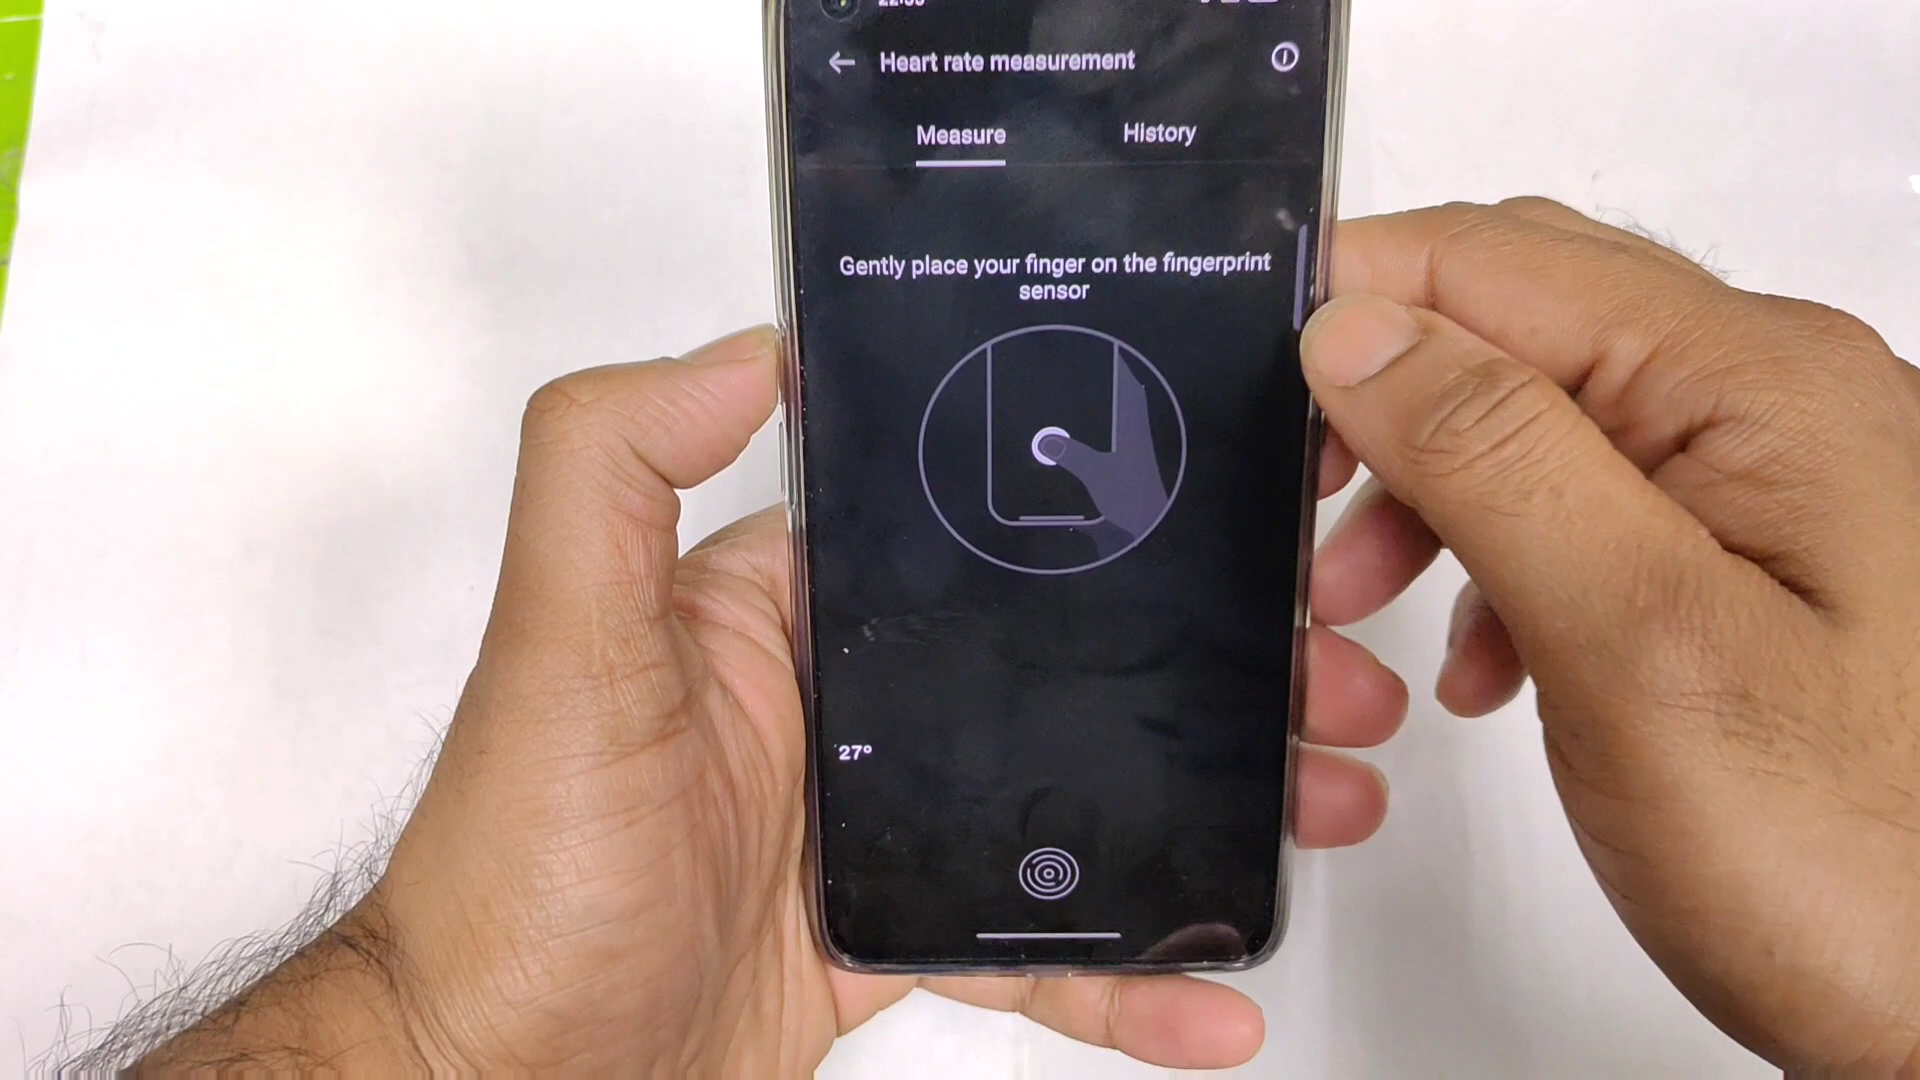 Heart rate measurement
Measure
History
Gently place your finger on the fingerprint
sensor
27°